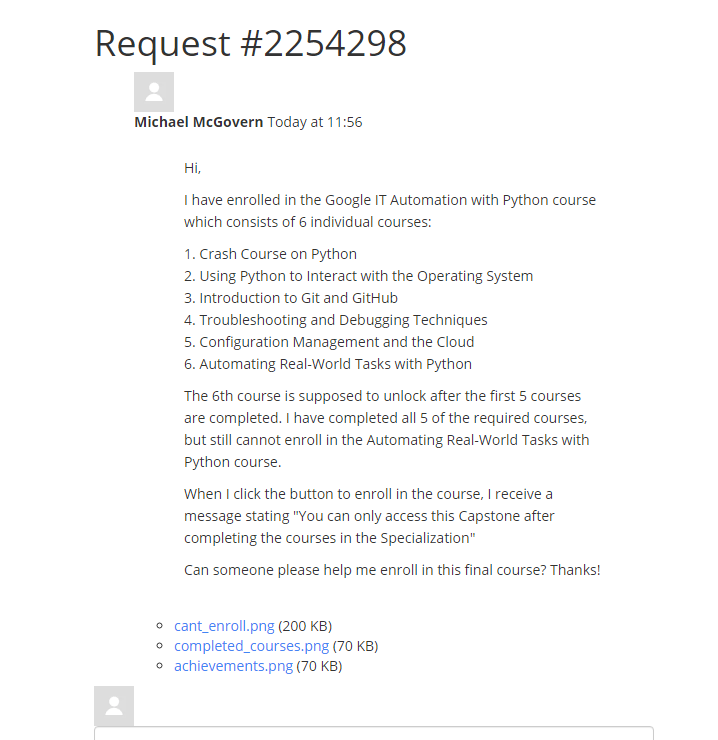 Request #2254298
Michael McGovern Today at 11:56
Hi,
I have enrolled in the Google IT Automation with Python course
which consists of 6 individual courses:
1. Crash Course on Python
2. Using Python to Interact with the Operating System
3. Introduction to Git and GitHub
4. Troubleshooting and Debugging Techniques
5. Configuration Management and the Cloud
6. Automating Real-World Tasks with Python
The 6th course is supposed to unlock after the first 5 courses
are completed. I have completed all 5 of the required courses,
but still cannot enroll in the Automating Real-World Tasks with
Python course.
When I click the button to enroll in the course, I receive a
message stating "You can only access this Capstone after
completing the courses in the Specialization"
Can someone please help me enroll in this final course? Thanks!
cant_enroll.png (200 KB)
completed_courses.png (70 KB)
achievements.png (70 KB)